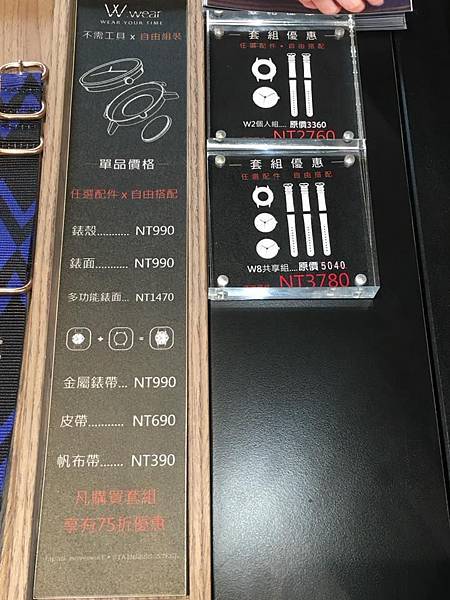 W.wear
WEAR YOUR TIME
不需工具 x 自由組裝
單品價格
任選配件 x 自由搭配
錶殼........... NT990
錶面........... NT990
多功能錶面... NT1470
金屬錶帶... NT990
皮帶........... NT690
帆布帶....... NT390
凡購買套組
享有75折優惠
套組優惠
任選配件·自由搭配
W2個人組.... 原價3360
NT2760
套組優惠
任選配件 自由搭配
W8共享組.... 原價 5040
NT3780